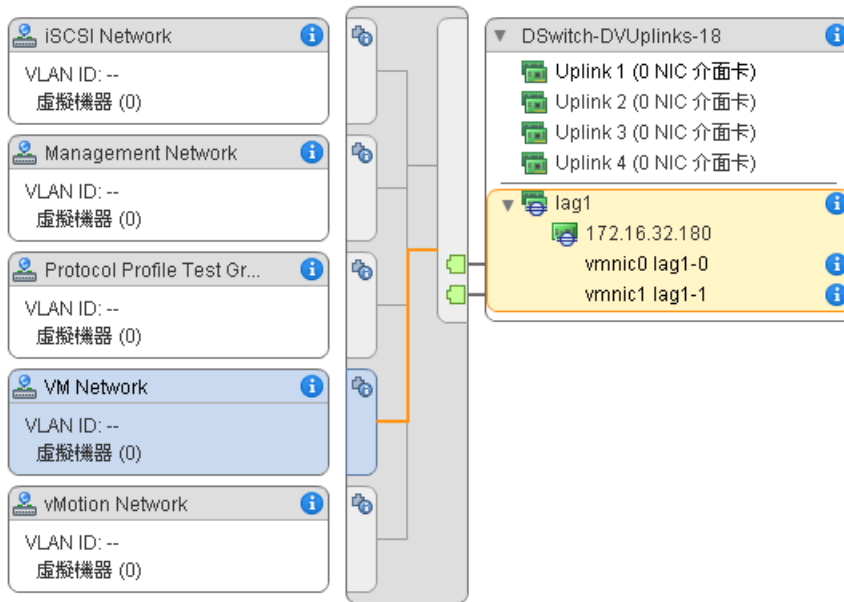 iSCSI Network
VLAN ID: --
虛擬機器 (0)
Management Network
VLAN ID: --
虛擬機器 (0)
Protocol Profile Test Gr...
VLAN ID: --
虛擬機器 (0)
VM Network
VLAN ID: --
虛擬機器 (0)
vMotion Network
VLAN ID: --
虛擬機器 (0)
DSwitch-DVUplinks-18
Uplink 1 (0 NIC 介面卡)
Uplink 2 (0 NIC 介面卡)
Uplink 3 (0 NIC 介面卡)
Uplink 4 (0 NIC 介面卡)
lag1
172.16.32.180
vmnic0 lag1-0
vmnic1 lag1-1